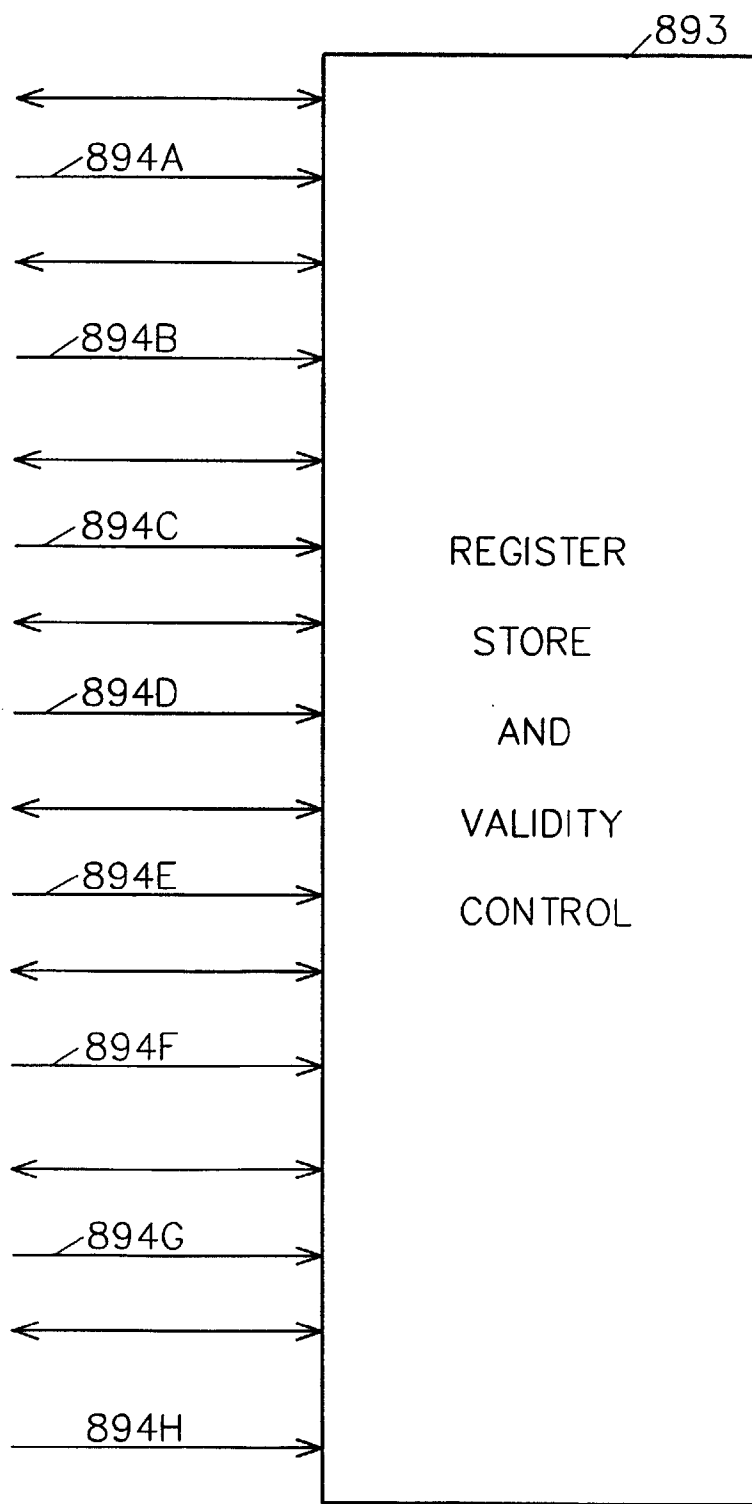 893
894A
894B
894C
REGISTER
STORE
894D
AND
VALIDITY
894E
CONTROL
894F
894G
894H